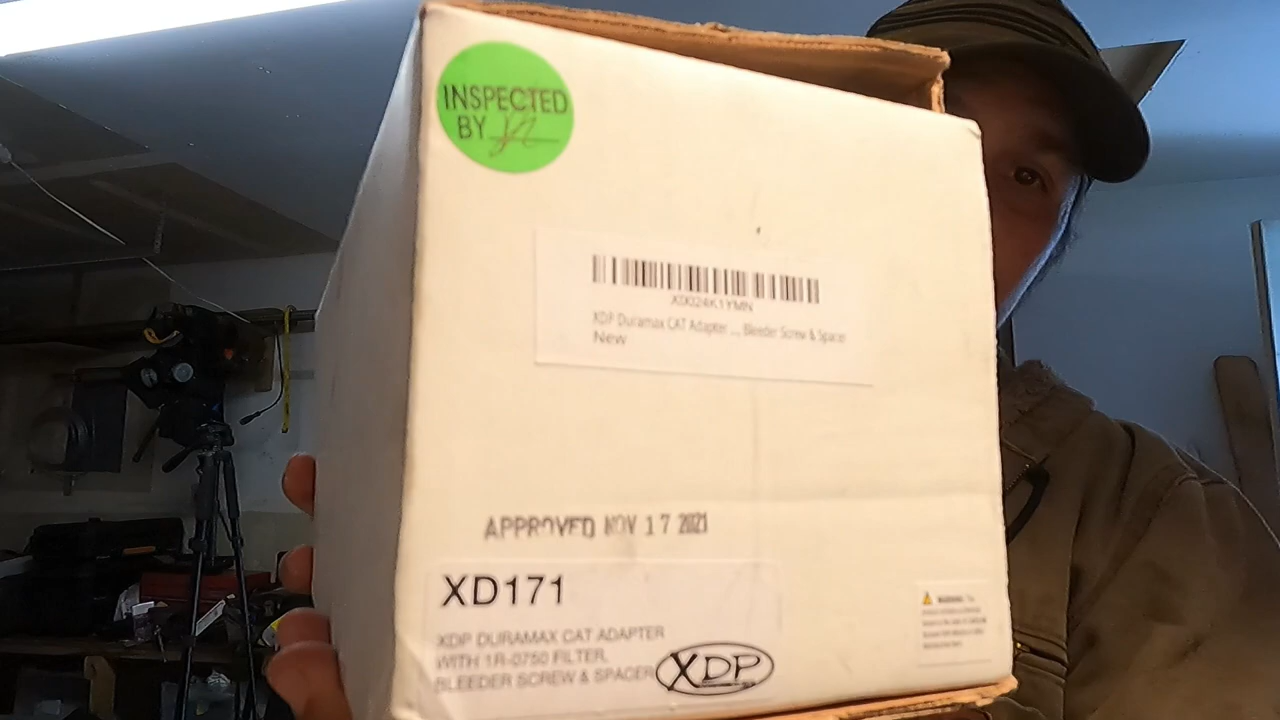 INSPECTED
BY
X0024K1YMN
XDP Duramax CAT Adapter ... Bleeder Screw & Spacer
New
APPROVED NOV 17 2021
XD171
XDP DURAMAX CAT ADAPTER
WITH 1R-0750 FILTER,
BLEEDER SCREW & SPACER
XDP
WARNING